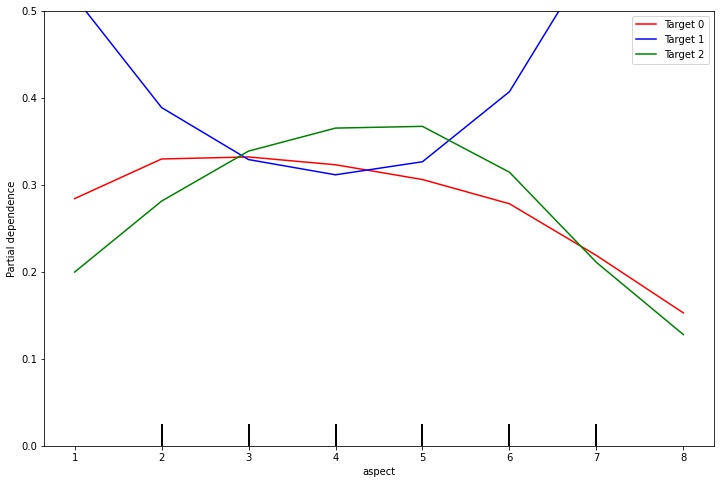 0.5
0.4
0.3
0.2
0.1
0.0
Partial dependence
1 2 3 4 5 6 7 8
aspect
Target 0
Target 1
Target 2